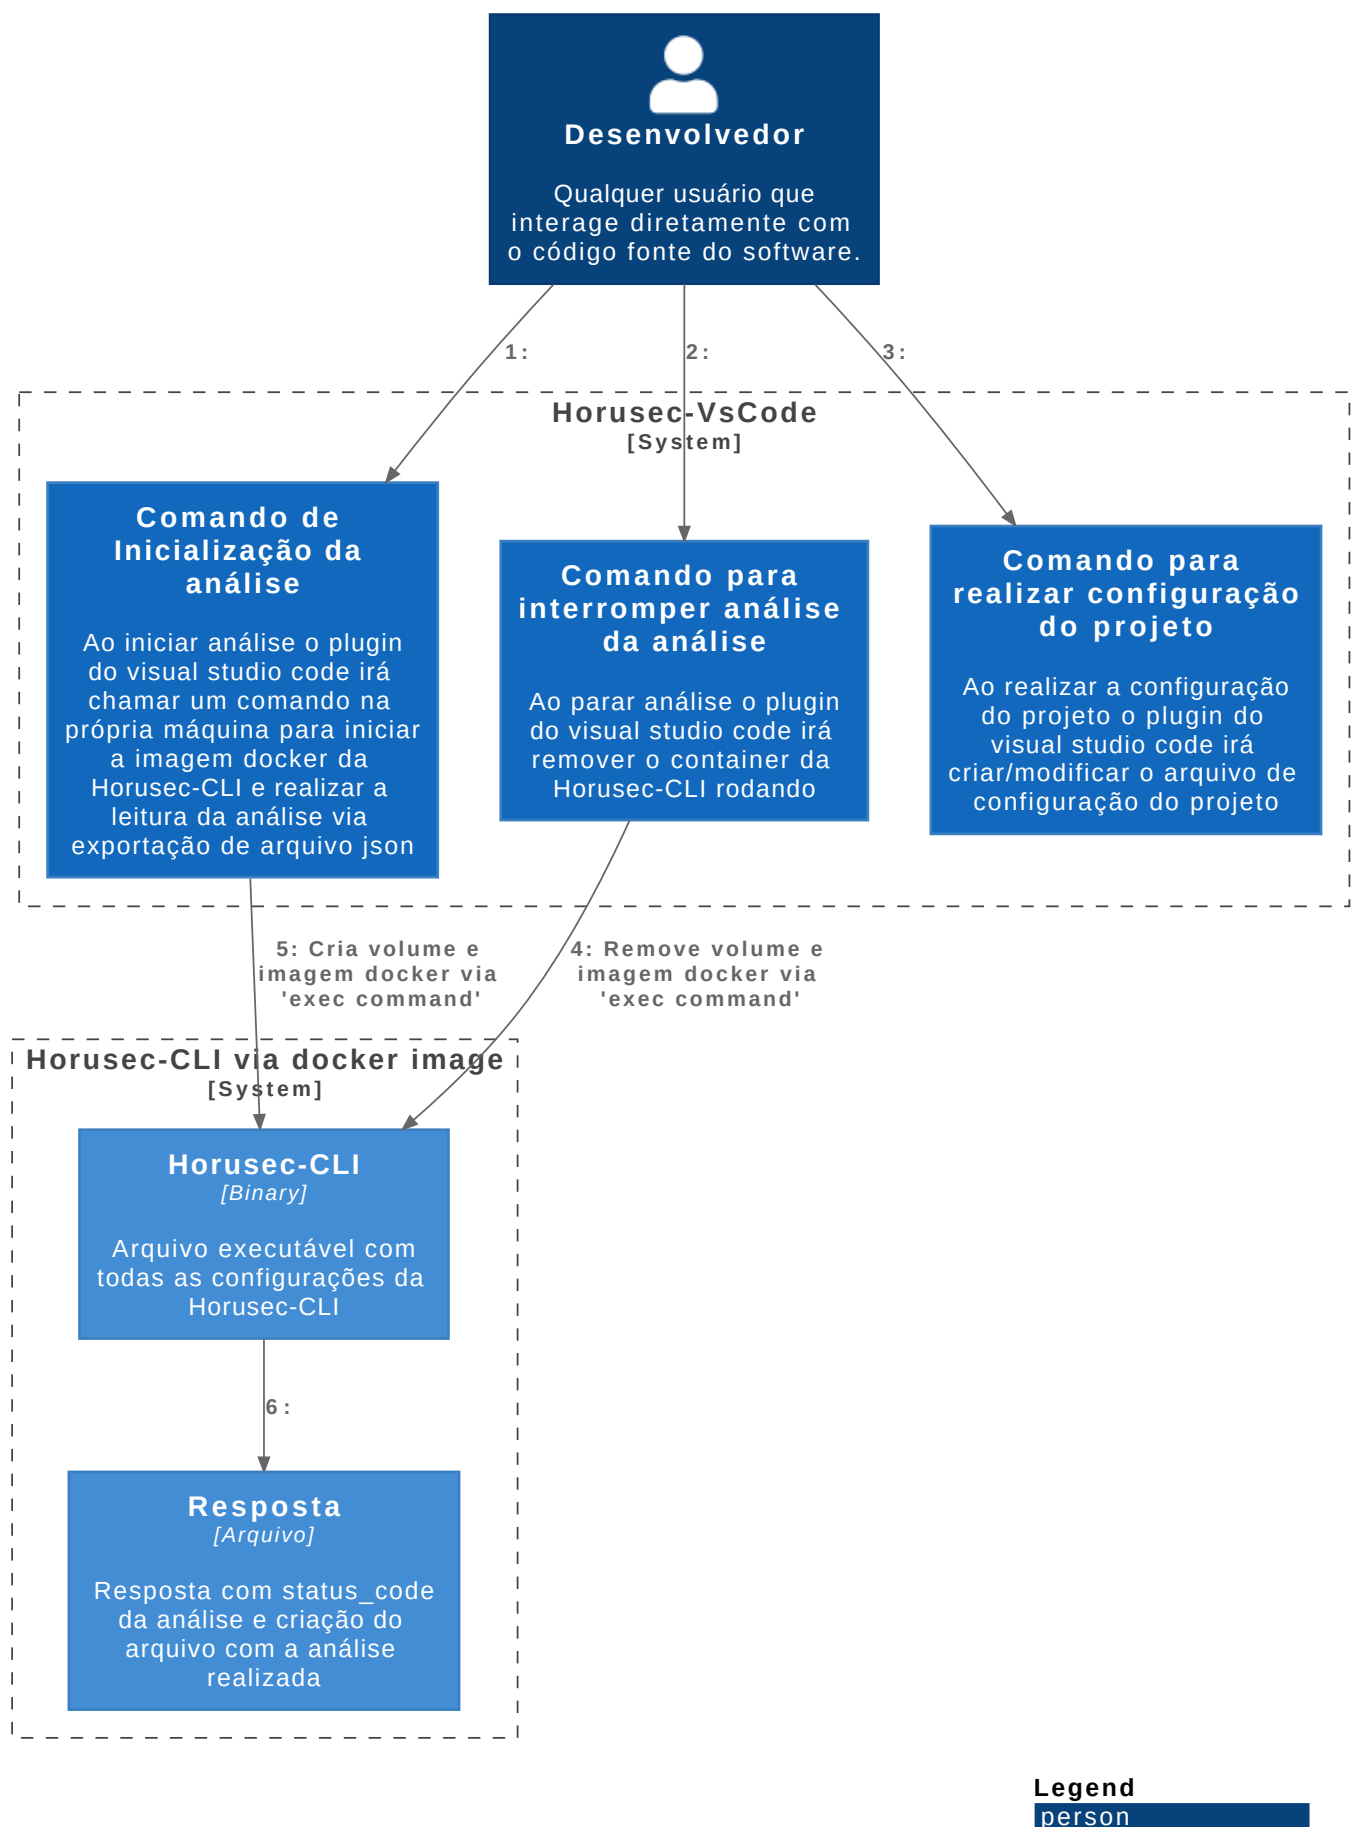 Desenvolvedor
Qualquer usuário que
interage diretamente com
o código fonte do software.
1:
2:
3:
Horusec-VsCode
[System]
Comando de
Inicialização da
análise
Ao iniciar análise o plugin
do visual studio code irá
chamar um comando na
própria máquina para iniciar
a imagem docker da
Horusec-CLI e realizar a
leitura da análise via
exportação de arquivo json
Comando para
interromper análise
da análise
Ao parar análise o plugin
do visual studio code irá
remover o container da
Horusec-CLI rodando
Comando para
realizar configuração
do projeto
Ao realizar a configuração
do projeto o plugin do
visual studio code irá
criar/modificar o arquivo de
configuração do projeto
5: Cria volume e
imagem docker via
'exec command'
4: Remove volume e
imagem docker via
'exec command'
Horusec-CLI via docker image
[System]
Horusec-CLI
[Binary]
Arquivo executável com
todas as configurações da
Horusec-CLI
6:
Resposta
[Arquivo]
Resposta com status_code
da análise e criação do
arquivo com a análise
realizada
Legend
person